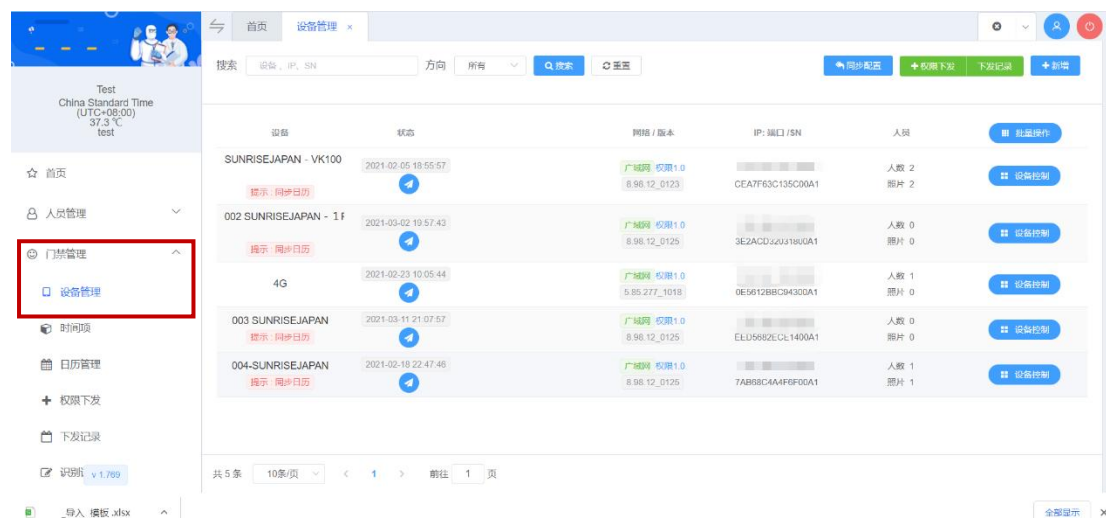 首页
设备管理 ×
Test
China Standard Time
(UTC+08:00)
37.3 ℃
test
搜索 设备、IP、SN 方向 所有 搜索 重置 同步配置 +权限下发 下发记录 +新增
设备 状态 网络 / 版本 IP: 端口 /SN 人员 批量操作
SUNRISEJAPAN - VK100 2021-02-05 18:55:57 广域网 权限1.0 人数 2
提示 : 同步日历 8.98.12_0123 CEA7F63C135C00A1 照片 2 设备控制
002 SUNRISEJAPAN - 1F 2021-03-02 19:57:43 广域网 权限1.0 人数 0
提示 : 同步日历 8.98.12_0125 3E2ACD32031800A1 照片 0 设备控制
4G 2021-02-23 10:05:44 广域网 权限1.0 人数 1
5.85.277_1018 0E5612BBC94300A1 照片 0 设备控制
003 SUNRISEJAPAN 2021-03-11 21:07:57 广域网 权限1.0 人数 0
提示 : 同步日历 8.98.12_0125 EED5682ECE1400A1 照片 0 设备控制
004-SUNRISEJAPAN 2021-02-18 22:47:46 广域网 权限1.0 人数 1
提示 : 同步日历 8.98.12_0125 7AB68C4A4F6F00A1 照片 1 设备控制
首页
人员管理
门禁管理
设备管理
时间项
日历管理
权限下发
下发记录
识别 v 1.769
共 5 条 10条/页 < 1 > 前往 1 页
_导入_模板.xlsx
全部显示 ×